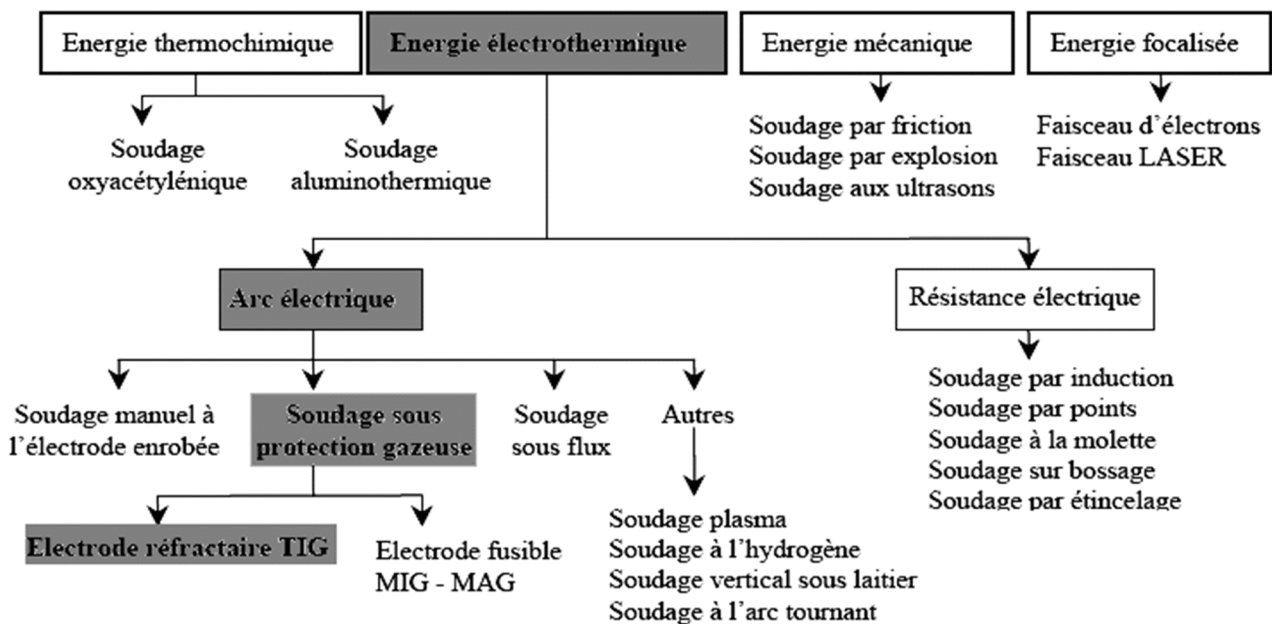 Energie thermochimique
Energie électrothermique
Energie mécanique
Energie focalisée
Soudage
oxyacétylénique
Soudage
aluminothermique
Soudage par friction
Soudage par explosion
Soudage aux ultrasons
Faisceau d'électrons
Faisceau LASER
Arc électrique
Résistance électrique
Soudage manuel à
l'électrode enrobée
Soudage sous
protection gazeuse
Soudage
sous flux
Autres
Soudage par induction
Soudage par points
Soudage à la molette
Soudage sur bossage
Soudage par étincelage
Electrode réfractaire TIG
Electrode fusible
MIG - MAG
Soudage plasma
Soudage à l'hydrogène
Soudage vertical sous laitier
Soudage à l'arc tournant